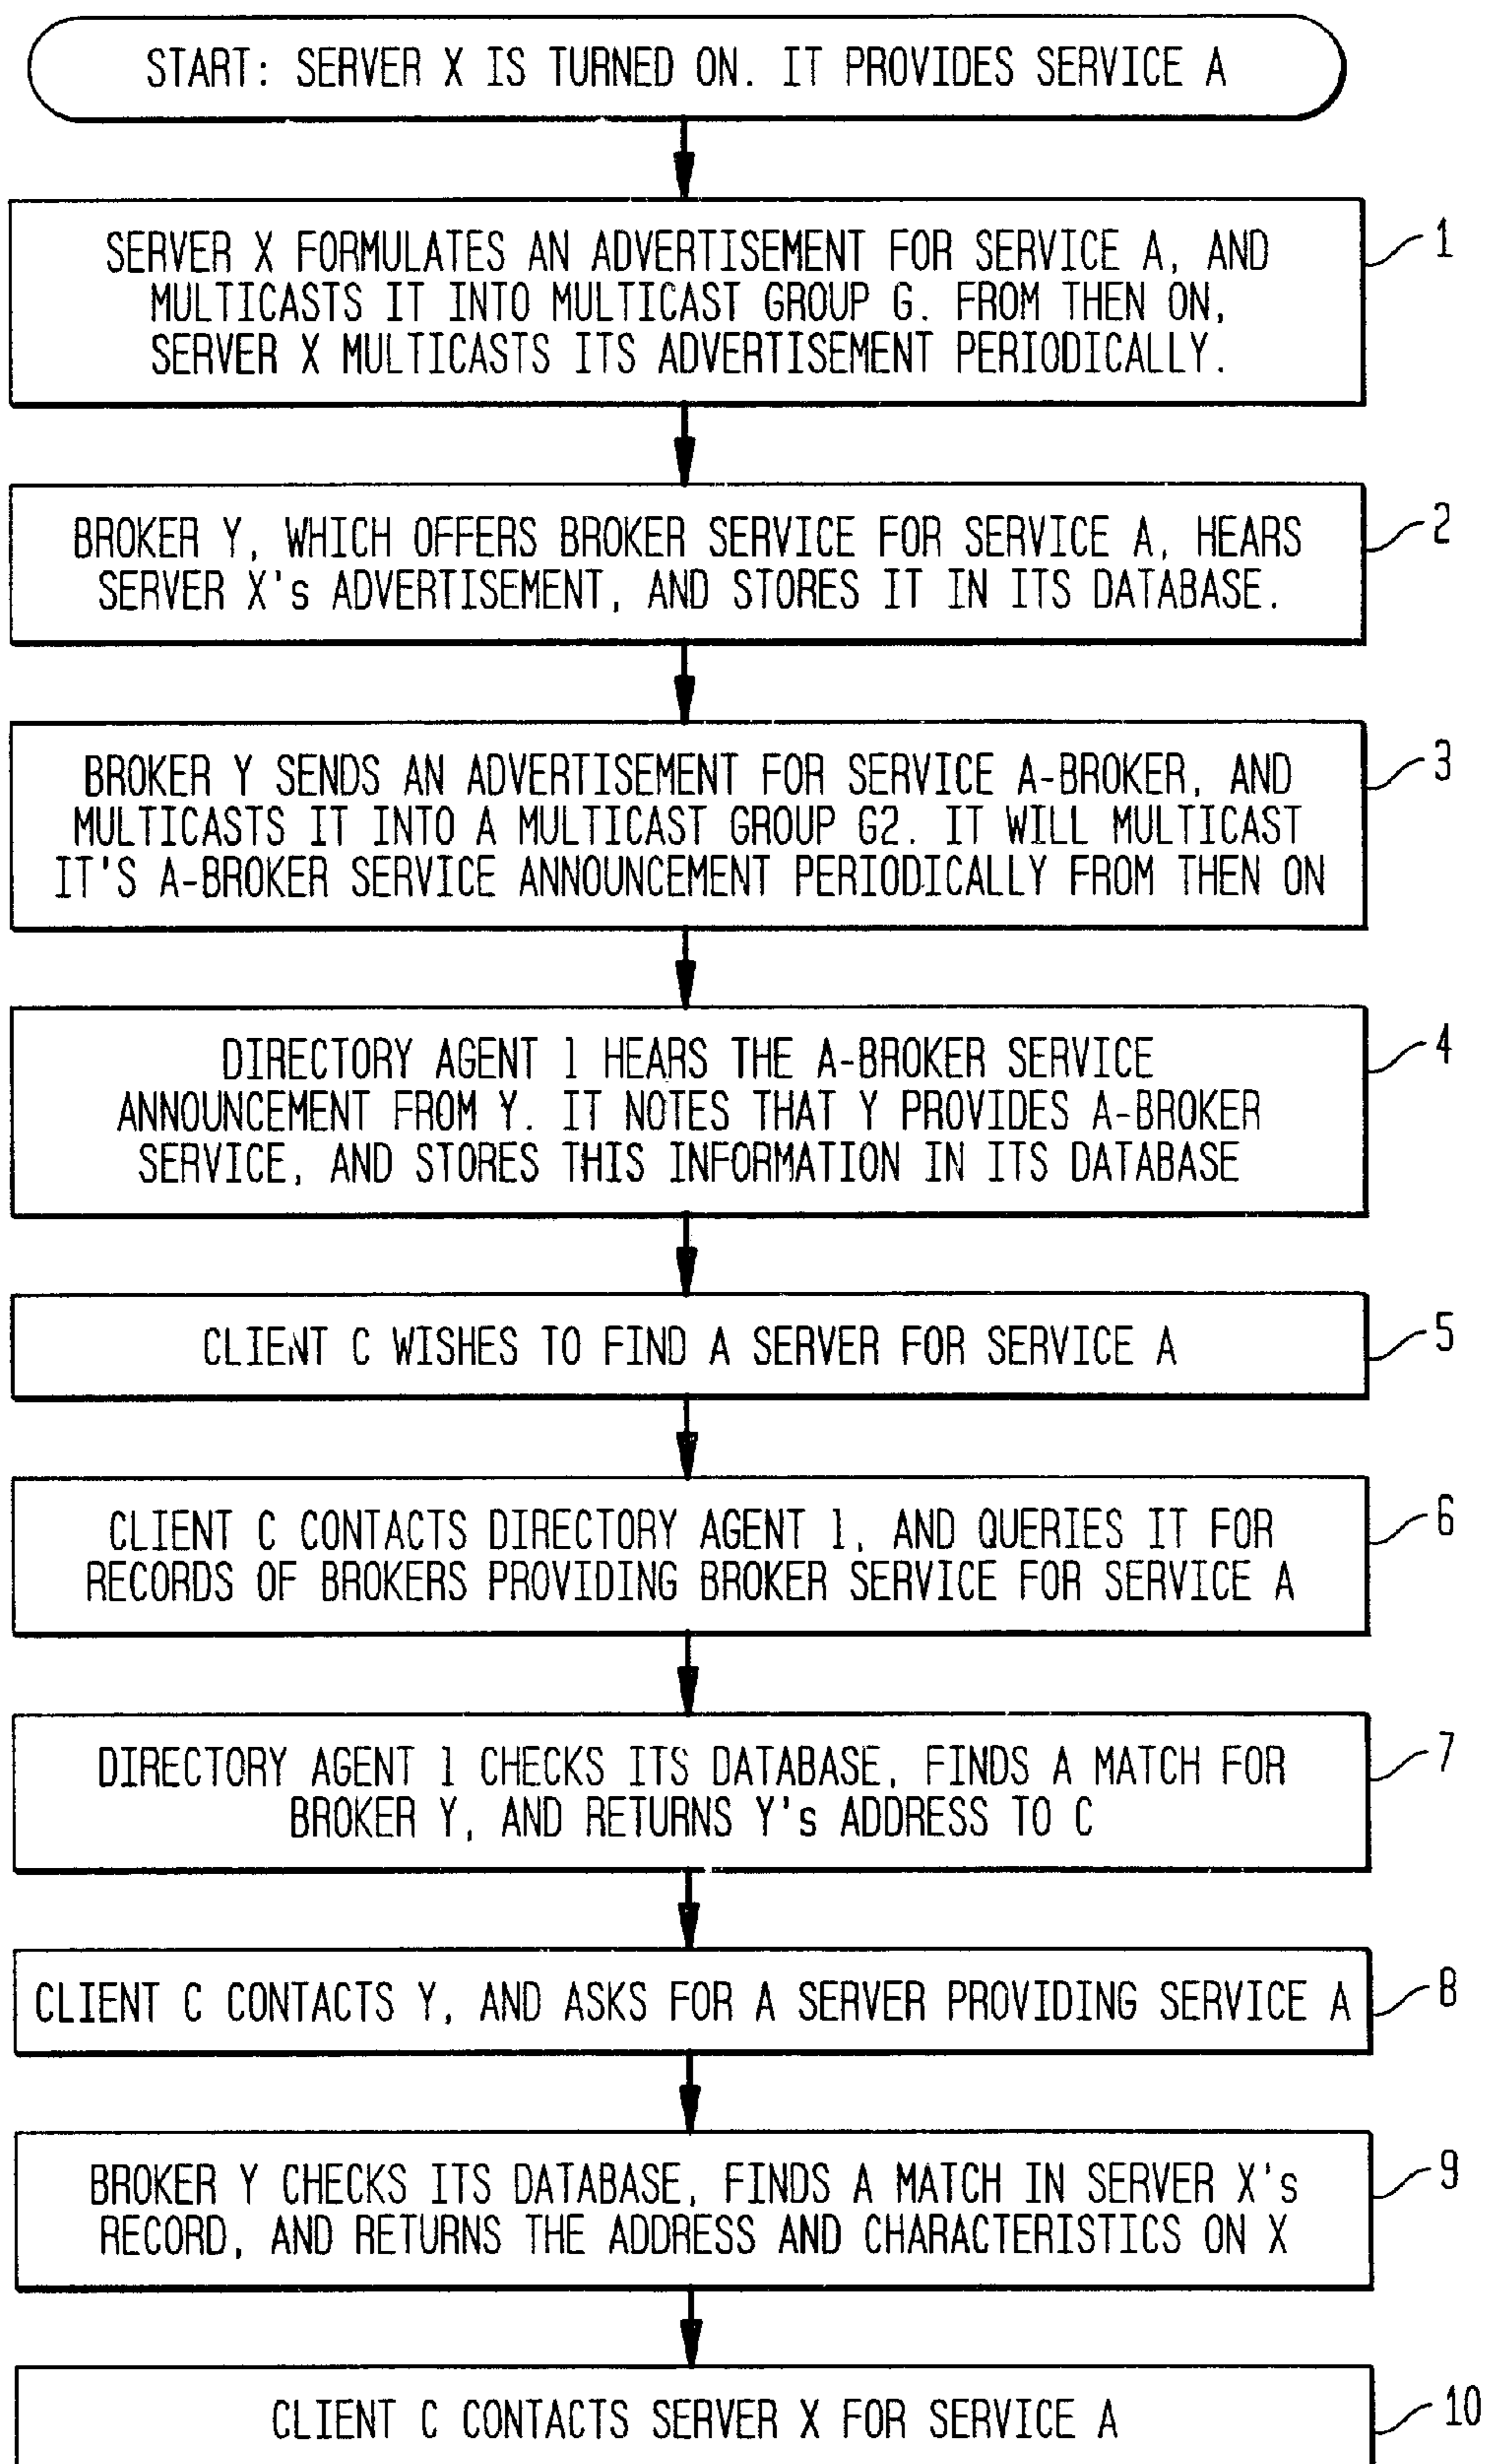 START: SERVER X IS TURNED ON. IT PROVIDES SERVICE A
SERVER X FORMULATES AN ADVERTISEMENT FOR SERVICE A, AND
MULTICASTS IT INTO MULTICAST GROUP G. FROM THEN ON,
SERVER X MULTICASTS ITS ADVERTISEMENT PERIODICALLY.
1
BROKER Y, WHICH OFFERS BROKER SERVICE FOR SERVICE A, HEARS
SERVER X's ADVERTISEMENT, AND STORES IT IN ITS DATABASE.
2
BROKER Y SENDS AN ADVERTISEMENT FOR SERVICE A-BROKER, AND
MULTICASTS IT INTO A MULTICAST GROUP G2. IT WILL MULTICAST
IT'S A-BROKER SERVICE ANNOUNCEMENT PERIODICALLY FROM THEN ON
3
DIRECTORY AGENT 1 HEARS THE A-BROKER SERVICE
ANNOUNCEMENT FROM Y. IT NOTES THAT Y PROVIDES A-BROKER
SERVICE, AND STORES THIS INFORMATION IN ITS DATABASE
4
CLIENT C WISHES TO FIND A SERVER FOR SERVICE A
5
CLIENT C CONTACTS DIRECTORY AGENT 1, AND QUERIES IT FOR
RECORDS OF BROKERS PROVIDING BROKER SERVICE FOR SERVICE A
6
DIRECTORY AGENT 1 CHECKS ITS DATABASE, FINDS A MATCH FOR
BROKER Y, AND RETURNS Y's ADDRESS TO C
7
CLIENT C CONTACTS Y, AND ASKS FOR A SERVER PROVIDING SERVICE A
8
BROKER Y CHECKS ITS DATABASE, FINDS A MATCH IN SERVER X's
RECORD, AND RETURNS THE ADDRESS AND CHARACTERISTICS ON X
9
CLIENT C CONTACTS SERVER X FOR SERVICE A
10